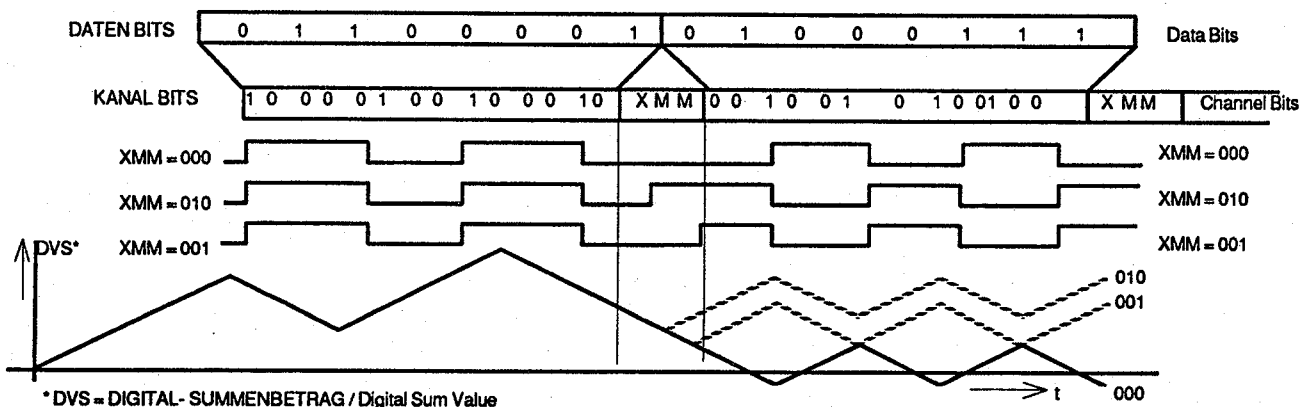 DATEN BITS 0 1 1 0 0 0 0 1 0 1 0 0 0 1 1 1 Data Bits
KANAL BITS 1 0 0 0 0 1 0 0 1 0 0 0 1 0 X M M 0 0 1 0 0 1 0 1 0 0 1 0 0 X M M Channel Bits
XMM = 000 XMM = 000
XMM = 010 XMM = 010
XMM = 001 XMM = 001
DVS*
010
001
t
000
* DVS = DIGITAL- SUMMENBETRAG / Digital Sum Value